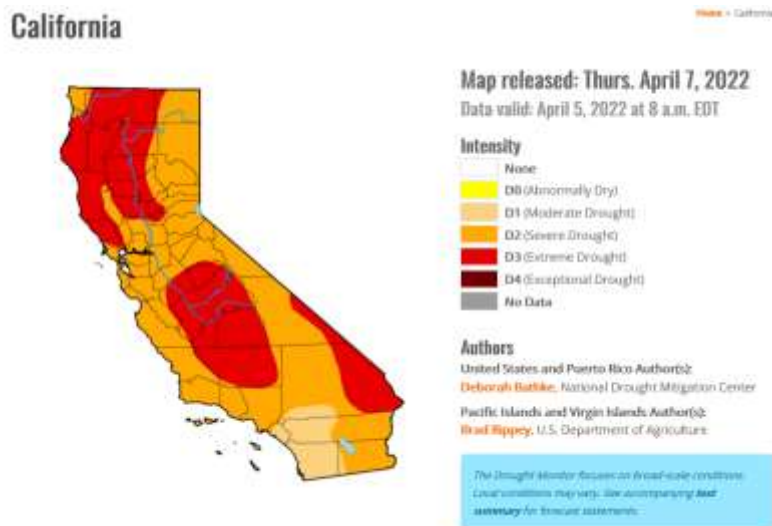 Home » California
California
Map released: Thurs. April 7, 2022
Data valid: April 5, 2022 at 8 a.m. EDT
Intensity
None
D0 (Abnormally Dry)
D1 (Moderate Drought)
D2 (Severe Drought)
D3 (Extreme Drought)
D4 (Exceptional Drought)
No Data
Authors
United States and Puerto Rico Author(s):
Deborah Bathke, National Drought Mitigation Center
Pacific Islands and Virgin Islands Author(s):
Brad Rippey, U.S. Department of Agriculture
The Drought Monitor focuses on broad-scale conditions.
Local conditions may vary. See accompanying text
summary for forecast statements.